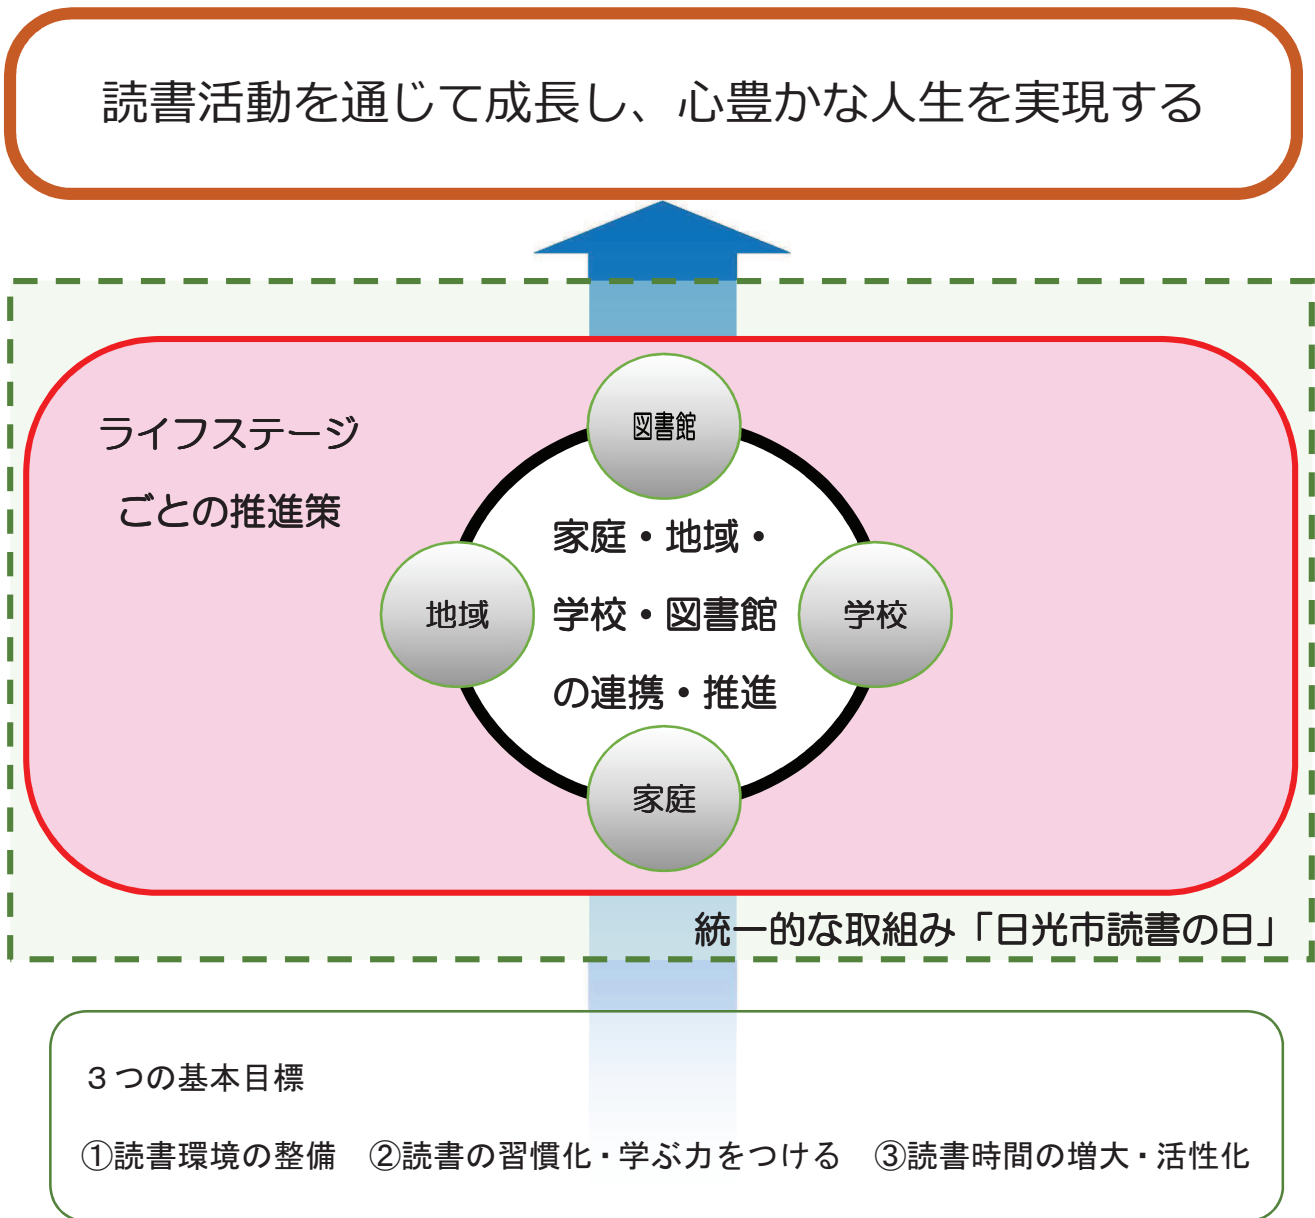 読書活動を通じて成長し、心豊かな人生を実現する
ライフステージ
ごとの推進策
図書館
家庭・地域・
学校・図書館
の連携・推進
地域
学校
家庭
統一的な取組み「日光市読書の日」
３つの基本目標
①読書環境の整備　②読書の習慣化・学ぶ力をつける　③読書時間の増大・活性化